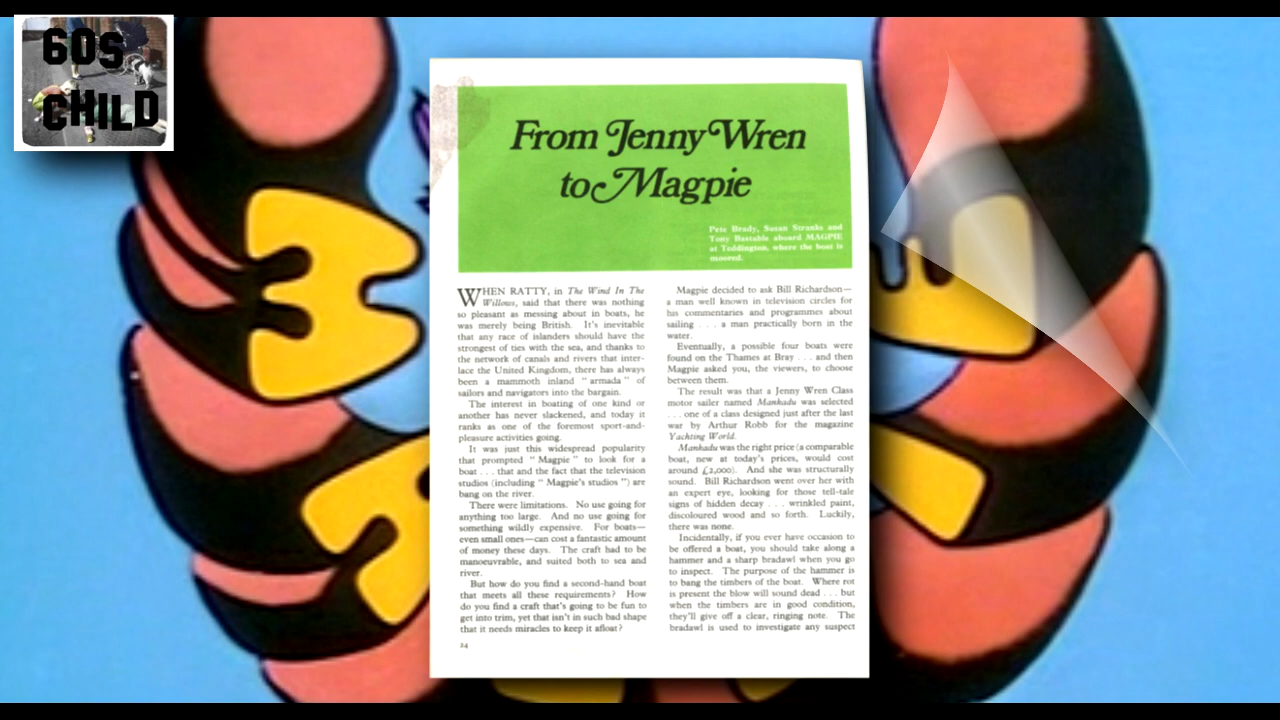 60s
CHILD
From Jenny Wren
to Magpie
Pete Brady, Susan Stranks and
Tony Bastable aboard MAGPIE
at Teddington, where the boat is
moored.
WHEN RATTY, in The Wind In The
Willows, said that there was nothing
so pleasant as messing about in boats, he
was merely being British. It's inevitable
that any race of islanders should have the
strongest of ties with the sea, and thanks to
the network of canals and rivers that inter-
lace the United Kingdom, there has always
been a mammoth inland "armada" of
sailors and navigators into the bargain.
The interest in boating of one kind or
another has never slackened, and today it
ranks as one of the foremost sport-and-
pleasure activities going.
It was just this widespread popularity
that prompted "Magpie" to look for a
boat . . . that and the fact that the television
studios (including "Magpie's studios") are
bang on the river.
There were limitations. No use going for
anything too large. And no use going for
something wildly expensive. For boats—
even small ones—can cost a fantastic amount
of money these days. The craft had to be
manoeuvrable, and suited both to sea and
river.
But how do you find a second-hand boat
that meets all these requirements? How
do you find a craft that's going to be fun to
get into trim, yet that isn't in such bad shape
that it needs miracles to keep it afloat?
24
Magpie decided to ask Bill Richardson—
a man well known in television circles for
his commentaries and programmes about
sailing . . . a man practically born in the
water.
Eventually, a possible four boats were
found on the Thames at Bray . . . and then
Magpie asked you, the viewers, to choose
between them.
The result was that a Jenny Wren Class
motor sailer named Mankadu was selected
. . . one of a class designed just after the last
war by Arthur Robb for the magazine
Yachting World.
Mankadu was the right price (a comparable
boat, new at today's prices, would cost
around £2,000). And she was structurally
sound. Bill Richardson went over her with
an expert eye, looking for those tell-tale
signs of hidden decay . . . wrinkled paint,
discoloured wood and so forth. Luckily,
there was none.
Incidentally, if you ever have occasion to
be offered a boat, you should take along a
hammer and a sharp bradawl when you go
to inspect. The purpose of the hammer is
to bang the timbers of the boat. Where rot
is present the blow will sound dead . . . but
when the timbers are in good condition,
they'll give off a clear, ringing note. The
bradawl is used to investigate any suspect